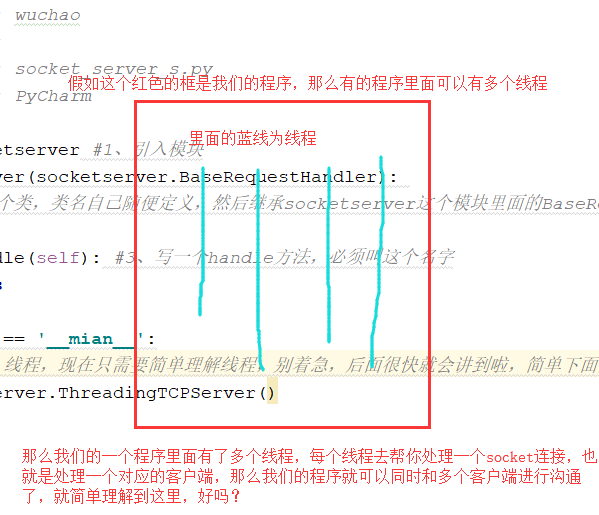 wuchao
socket_server_s.py
假如这个红色的框是我们的程序，那么有的程序里面可以有多个线程
PyCharm
里面的蓝线为线程
etserver #1、引入模块
ver(socketserver.BaseRequestHandler):
个类，类名自己随便定义，然后继承socketserver这个模块里面的BaseRe
dle(self): #3、写一个handle方法，必须叫这个名字
s
== '__mian__':
线程，现在只需要简单理解线程，别着急，后面很快就会讲到啦，简单下面
erver.ThreadingTCPServer()
那么我们的一个程序里面有了多个线程，每个线程去帮你处理一个socket连接，也
就是处理一个对应的客户端，那么我们的程序就可以同时和多个客户端进行沟通
了，就简单理解到这里，好吗？